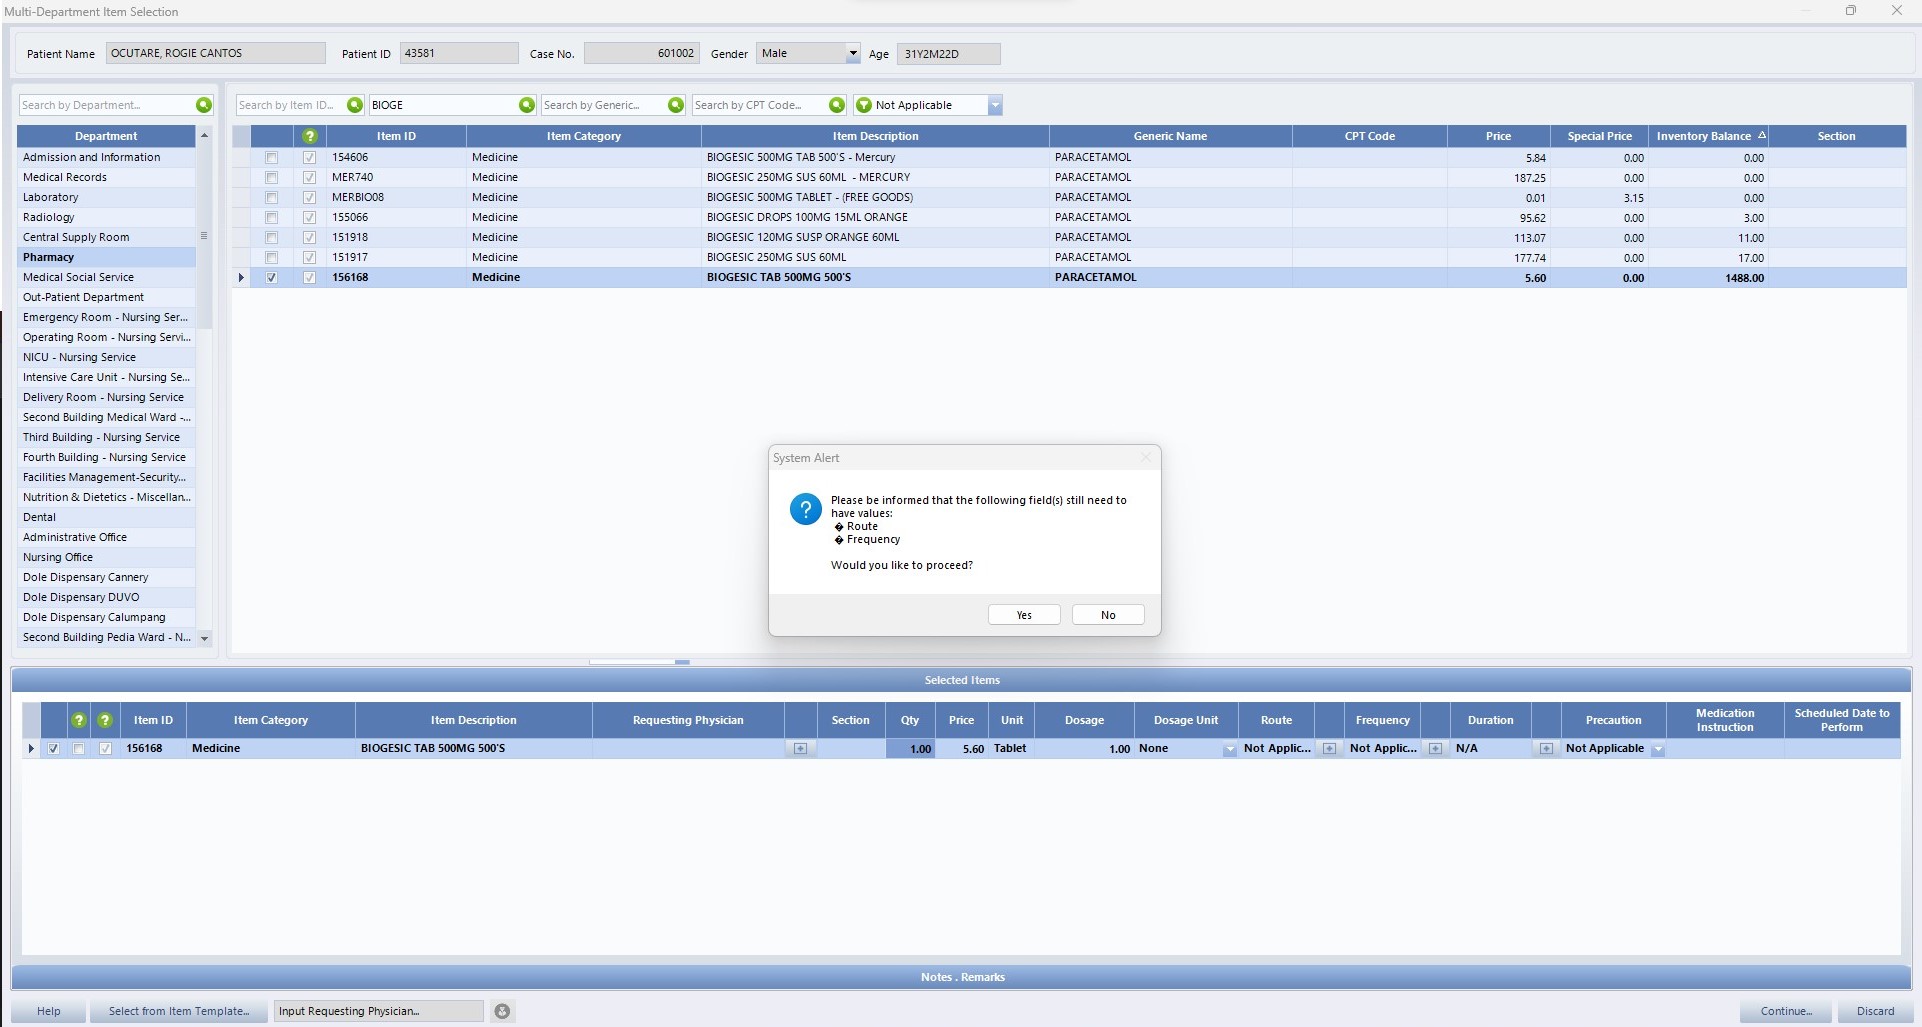 Multi-Department Item Selection
Patient Name OCUTARE, ROGIE CANTOS Patient ID 43581 Case No. 601002 Gender Male Age 31Y2M22D
Search by Department... Search by Item ID... BIOGE Search by Generic... Search by CPT Code... Not Applicable
Department
Admission and Information
Medical Records
Laboratory
Radiology
Central Supply Room
Pharmacy
Medical Social Service
Out-Patient Department
Emergency Room - Nursing Ser...
Operating Room - Nursing Servi...
NICU - Nursing Service
Intensive Care Unit - Nursing Se...
Delivery Room - Nursing Service
Second Building Medical Ward -...
Third Building - Nursing Service
Fourth Building - Nursing Service
Facilities Management-Security...
Nutrition & Dietetics - Miscellan...
Dental
Administrative Office
Nursing Office
Dole Dispensary Cannery
Dole Dispensary DUVO
Dole Dispensary Calumpang
Second Building Pedia Ward - N...
? Item ID Item Category Item Description Generic Name CPT Code Price Special Price Inventory Balance Section
154606 Medicine BIOGESIC 500MG TAB 500'S - Mercury PARACETAMOL 5.84 0.00 0.00
MER740 Medicine BIOGESIC 250MG SUS 60ML - MERCURY PARACETAMOL 187.25 0.00 0.00
MERBIO08 Medicine BIOGESIC 500MG TABLET - (FREE GOODS) PARACETAMOL 0.01 3.15 0.00
155066 Medicine BIOGESIC DROPS 100MG 15ML ORANGE PARACETAMOL 95.62 0.00 3.00
151918 Medicine BIOGESIC 120MG SUSP ORANGE 60ML PARACETAMOL 113.07 0.00 11.00
151917 Medicine BIOGESIC 250MG SUS 60ML PARACETAMOL 177.74 0.00 17.00
156168 Medicine BIOGESIC TAB 500MG 500'S PARACETAMOL 5.60 0.00 1488.00
System Alert
Please be informed that the following field(s) still need to
have values:
� Route
� Frequency
Would you like to proceed?
Yes No
Selected Items
? ? Item ID Item Category Item Description Requesting Physician Section Qty Price Unit Dosage Dosage Unit Route Frequency Duration Precaution Medication Instruction Scheduled Date to Perform
156168 Medicine BIOGESIC TAB 500MG 500'S 1.00 5.60 Tablet 1.00 None Not Applic... Not Applic... N/A Not Applicable
Notes . Remarks
Help Select from Item Template... Input Requesting Physician... Continue... Discard